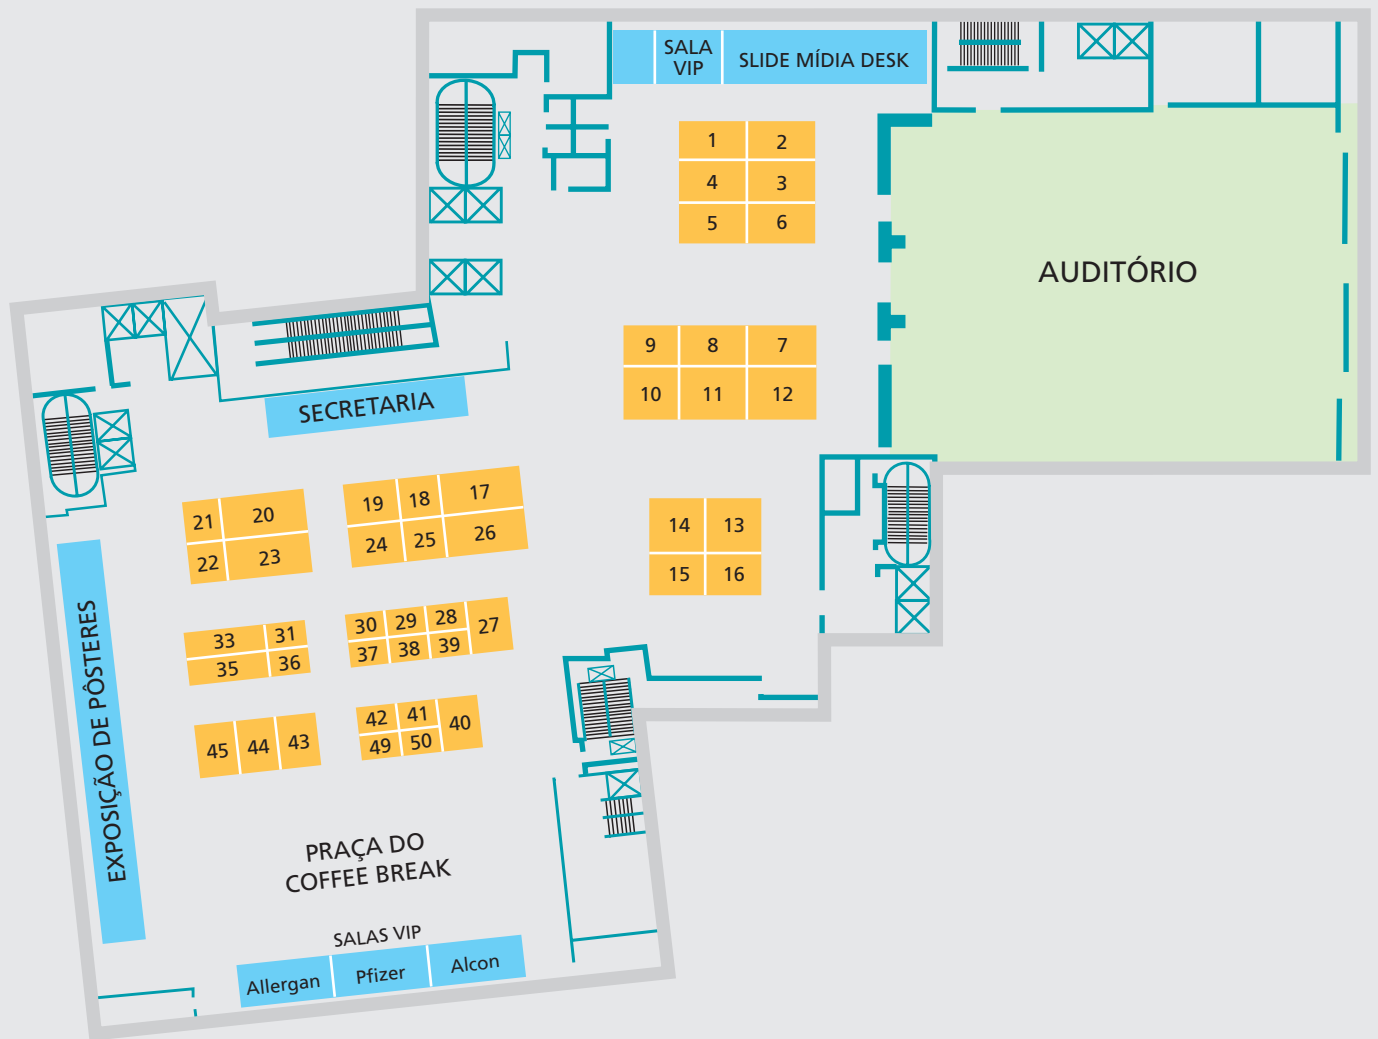 SALA
VIP
SLIDE MÍDIA DESK
1 2
4 3
5 6
AUDITÓRIO
9 8 7
10 11 12
SECRETARIA
21 20
22 23
19 18 17
24 25 26
14 13
15 16
EXPOSIÇÃO DE PÔSTERES
33 31
35 36
30 29 28 27
37 38 39
45 44 43
42 41 40
49 50
PRAÇA DO
COFFEE BREAK
SALAS VIP
Allergan Pfizer Alcon